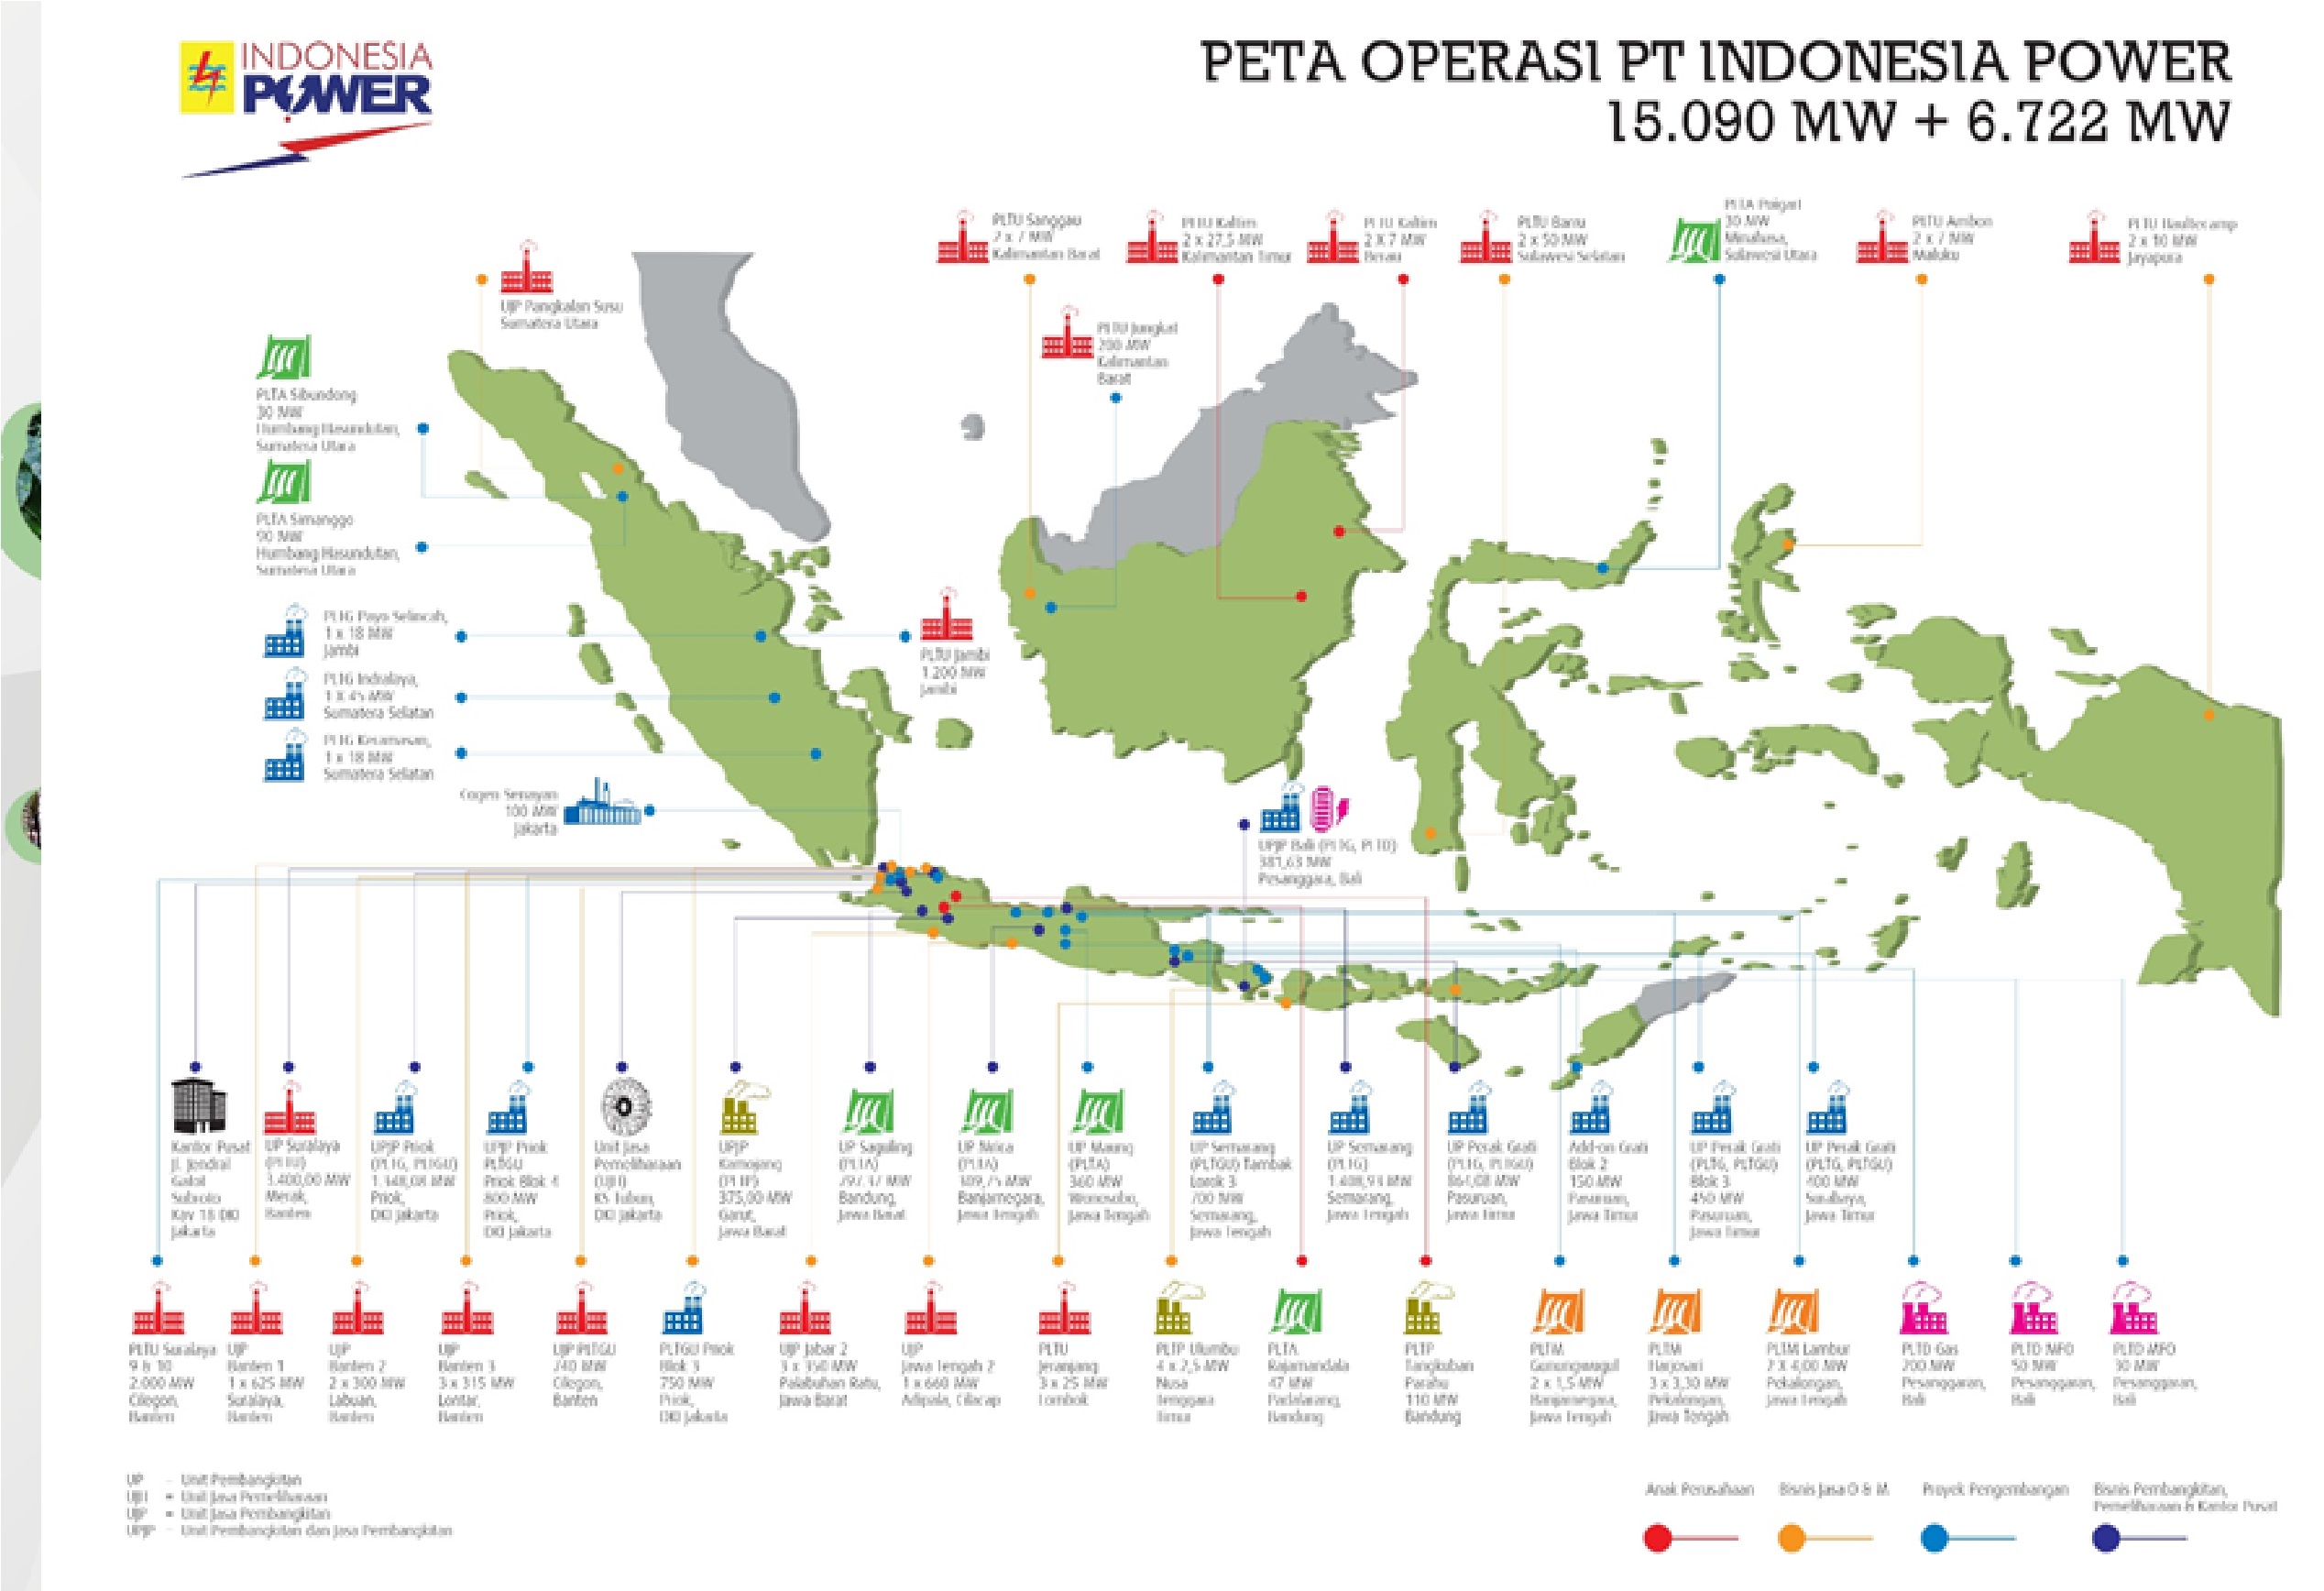 INDONESIA
POWER
PETA OPERASI PT INDONESIA POWER
15.090 MW + 6.722 MW
UJP Pangkalan Susu
Sumatera Utara
PLTU Sanggau
2 x 7 MW
Kalimantan Barat
PLTU Kaltim
2 x 27,5 MW
Kalimantan Timur
PLTU Kaltim
2 X 7 MW
Berau
PLTU Barru
2 x 50 MW
Sulawesi Selatan
PLTA Poigar
30 MW
Minahasa,
Sulawesi Utara
PLTU Ambon
2 x 7 MW
Maluku
PLTU Haultecamp
2 x 10 MW
Jayapura
PLTU Jungkat
200 MW
Kalimantan
Barat
PLTA Sibundong
30 MW
Humbang Hasundutan,
Sumatera Utara
PLTA Simanggo
90 MW
Humbang Hasundutan,
Sumatera Utara
PLTG Payo Selincah,
1 x 18 MW
Jambi
PLTU Jambi
1.200 MW
Jambi
PLTG Indralaya,
1 X 45 MW
Sumatera Selatan
PLTG Keramasan,
1 x 18 MW
Sumatera Selatan
Cogen Senayan
100 MW
Jakarta
UPJP Bali (PLTG, PLTD)
381,63 MW
Pesanggara, Bali
Kantor Pusat
Jl. Jendral
Gatot
Subroto
Kav 18 DKI
Jakarta
UP Suralaya
(PLTU)
3.400,00 MW
Merak,
Banten
UPJP Priok
(PLTG, PLTGU)
Priok,
DKI Jakarta
UPJP Priok
PLTGU
Priok Blok 4
800 MW
Priok,
DKI Jakarta
Unit Jasa
Pemeliharaan
(UJH)
KS Tubun,
DKI Jakarta
UPJP
Kamojang
(PLTP)
375,00 MW
Garut,
Jawa Barat
UP Saguling
(PLTA)
Bandung,
Jawa Barat
UP Mrica
(PLTA)
309,75 MW
Banjarnegara,
Jawa Tengah
UP Maung
(PLTA)
360 MW
Wonosobo,
Jawa Tengah
UP Semarang
(PLTGU) Tambak
Lorok 3
700 MW
Semarang,
Jawa Tengah
UP Semarang
(PLTG)
Semarang,
Jawa Tengah
UP Perak Grati
(PLTG, PLTGU)
864,08 MW
Pasuruan,
Jawa Timur
Add-on Grati
Blok 2
150 MW
Pasuruan,
Jawa Timur
UP Perak Grati
(PLTG, PLTGU)
Blok 3
450 MW
Pasuruan,
Jawa Timur
UP Perak Grati
(PLTG, PLTGU)
400 MW
Surabaya,
Jawa Timur
PLTU Suralaya
9 & 10
2.000 MW
Cilegon,
Banten
UJP
Banten 1
1 x 625 MW
Suralaya,
Banten
UJP
Banten 2
2 x 300 MW
Labuan,
Banten
UJP
Banten 3
3 x 315 MW
Lontar,
Banten
UJP PLTGU
740 MW
Cilegon,
Banten
PLTGU Priok
Blok 3
750 MW
Priok,
DKI Jakarta
UJP Jabar 2
3 x 350 MW
Palabuhan Ratu,
Jawa Barat
UJP
Jawa Tengah 2
1 x 660 MW
Adipala, Cilacap
PLTU
Jeranjang
3 x 25 MW
Lombok
PLTP Ulumbu
4 x 2,5 MW
Nusa
Tenggara
Timur
PLTA
Rajamandala
47 MW
Padalarang,
Bandung
PLTP
Tangkuban
Parahu
110 MW
Bandung
PLTM
Gunungwugul
2 x 1,5 MW
Banjarnegara,
Jawa Tengah
PLTM
Harjosari
3 x 3,30 MW
Pekalongan,
Jawa Tengah
PLTM Lambur
2 X 4,00 MW
Pekalongan,
Jawa Tengah
PLTD Gas
200 MW
Pesanggaran,
Bali
PLTD MFO
50 MW
Pesanggaran,
Bali
PLTD MFO
30 MW
Pesanggaran,
Bali
UP - Unit Pembangkitan
UJH = Unit Jasa Pemeliharaan
UJP = Unit Jasa Pembangkitan
UPJP - Unit Pembangkitan dan Jasa Pembangkitan
Anak Perusahaan
Bisnis Jasa O & M
Proyek Pengembangan
Bisnis Pembangkitan,
Pemeliharaan & Kantor Pusat